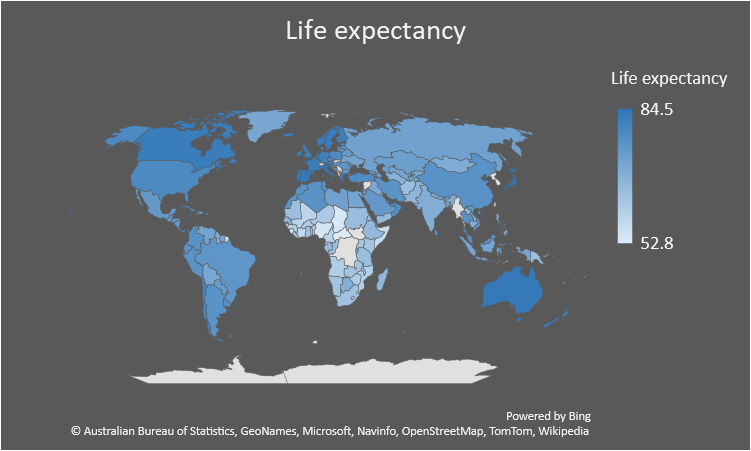 Life expectancy
Life expectancy
84.5
52.8
Powered by Bing
© Australian Bureau of Statistics, GeoNames, Microsoft, Navinfo, OpenStreetMap, TomTom, Wikipedia